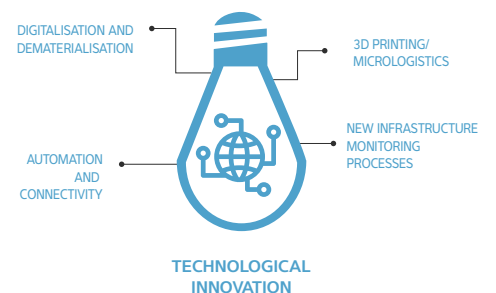 DIGITALISATION AND
DEMATERIALISATION
3D PRINTING/
MICROLOGISTICS
NEW INFRASTRUCTURE
MONITORING
PROCESSES
AUTOMATION
AND
CONNECTIVITY
TECHNOLOGICAL
INNOVATION